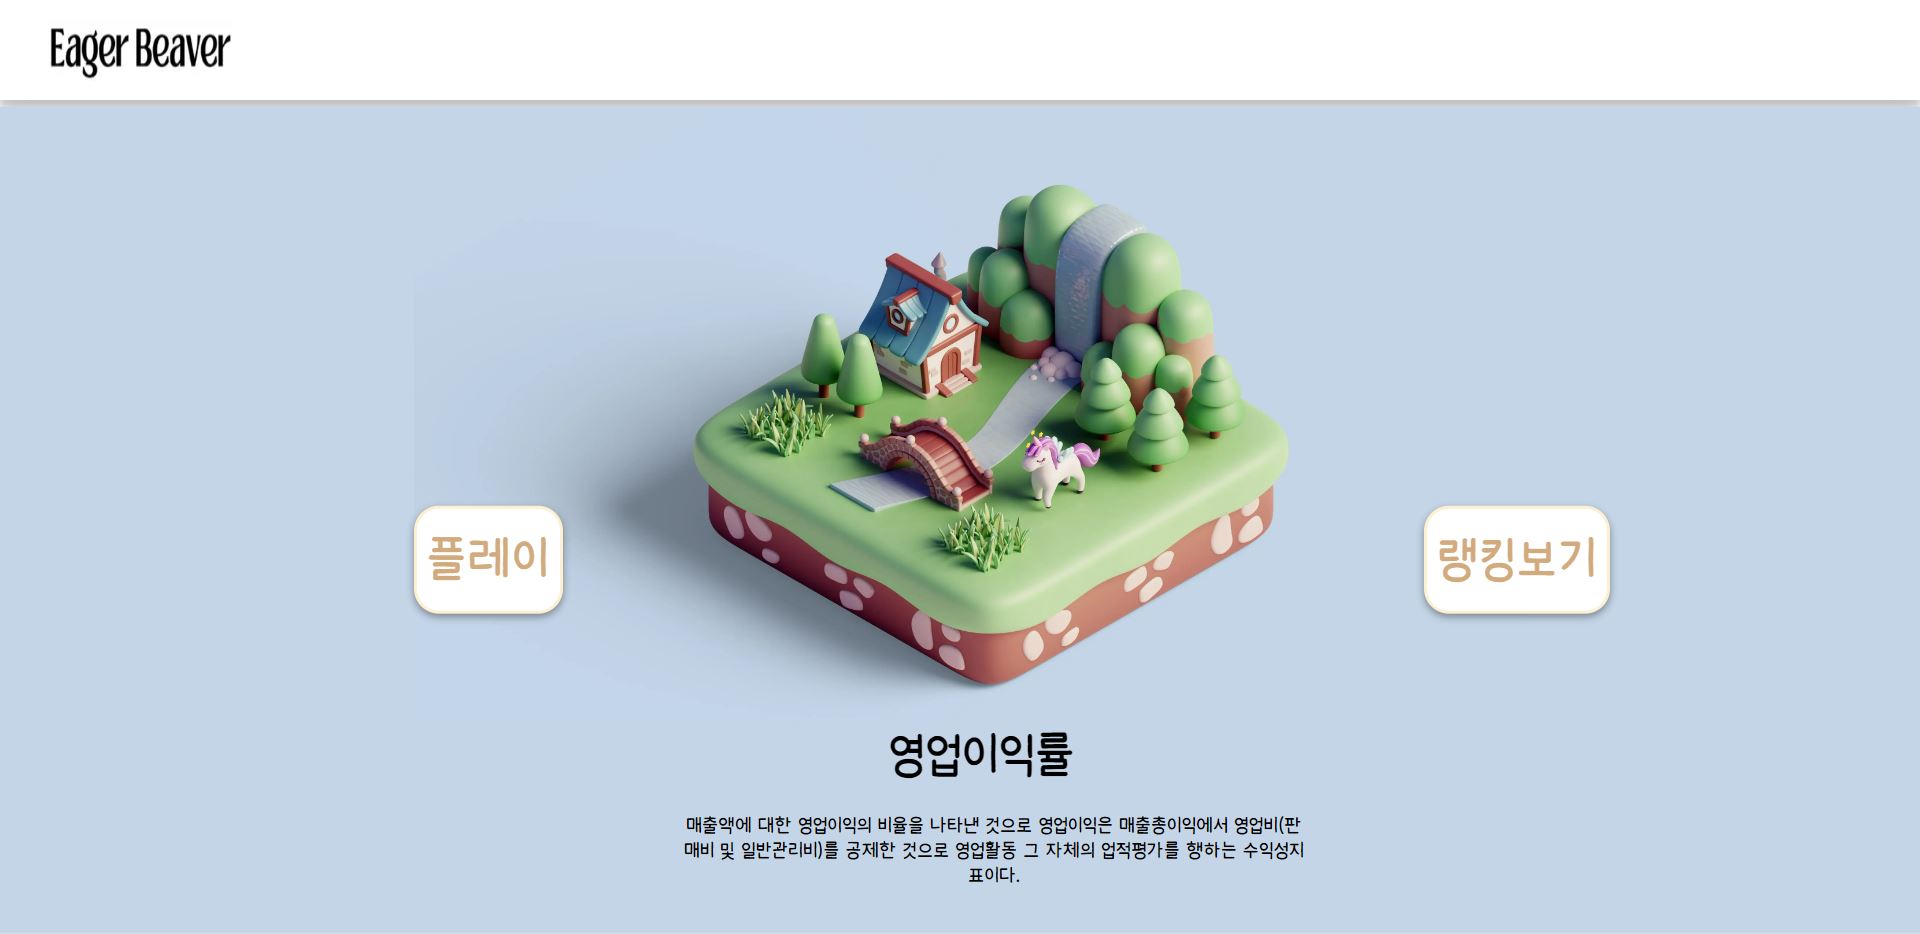 Eager Beaver
플레이
랭킹보기
영업이익률
매출액에 대한 영업이익의 비율을 나타낸 것으로 영업이익은 매출총이익에서 영업비(판
매비 및 일반관리비)를 공제한 것으로 영업활동 그 자체의 업적평가를 행하는 수익성지
표이다.